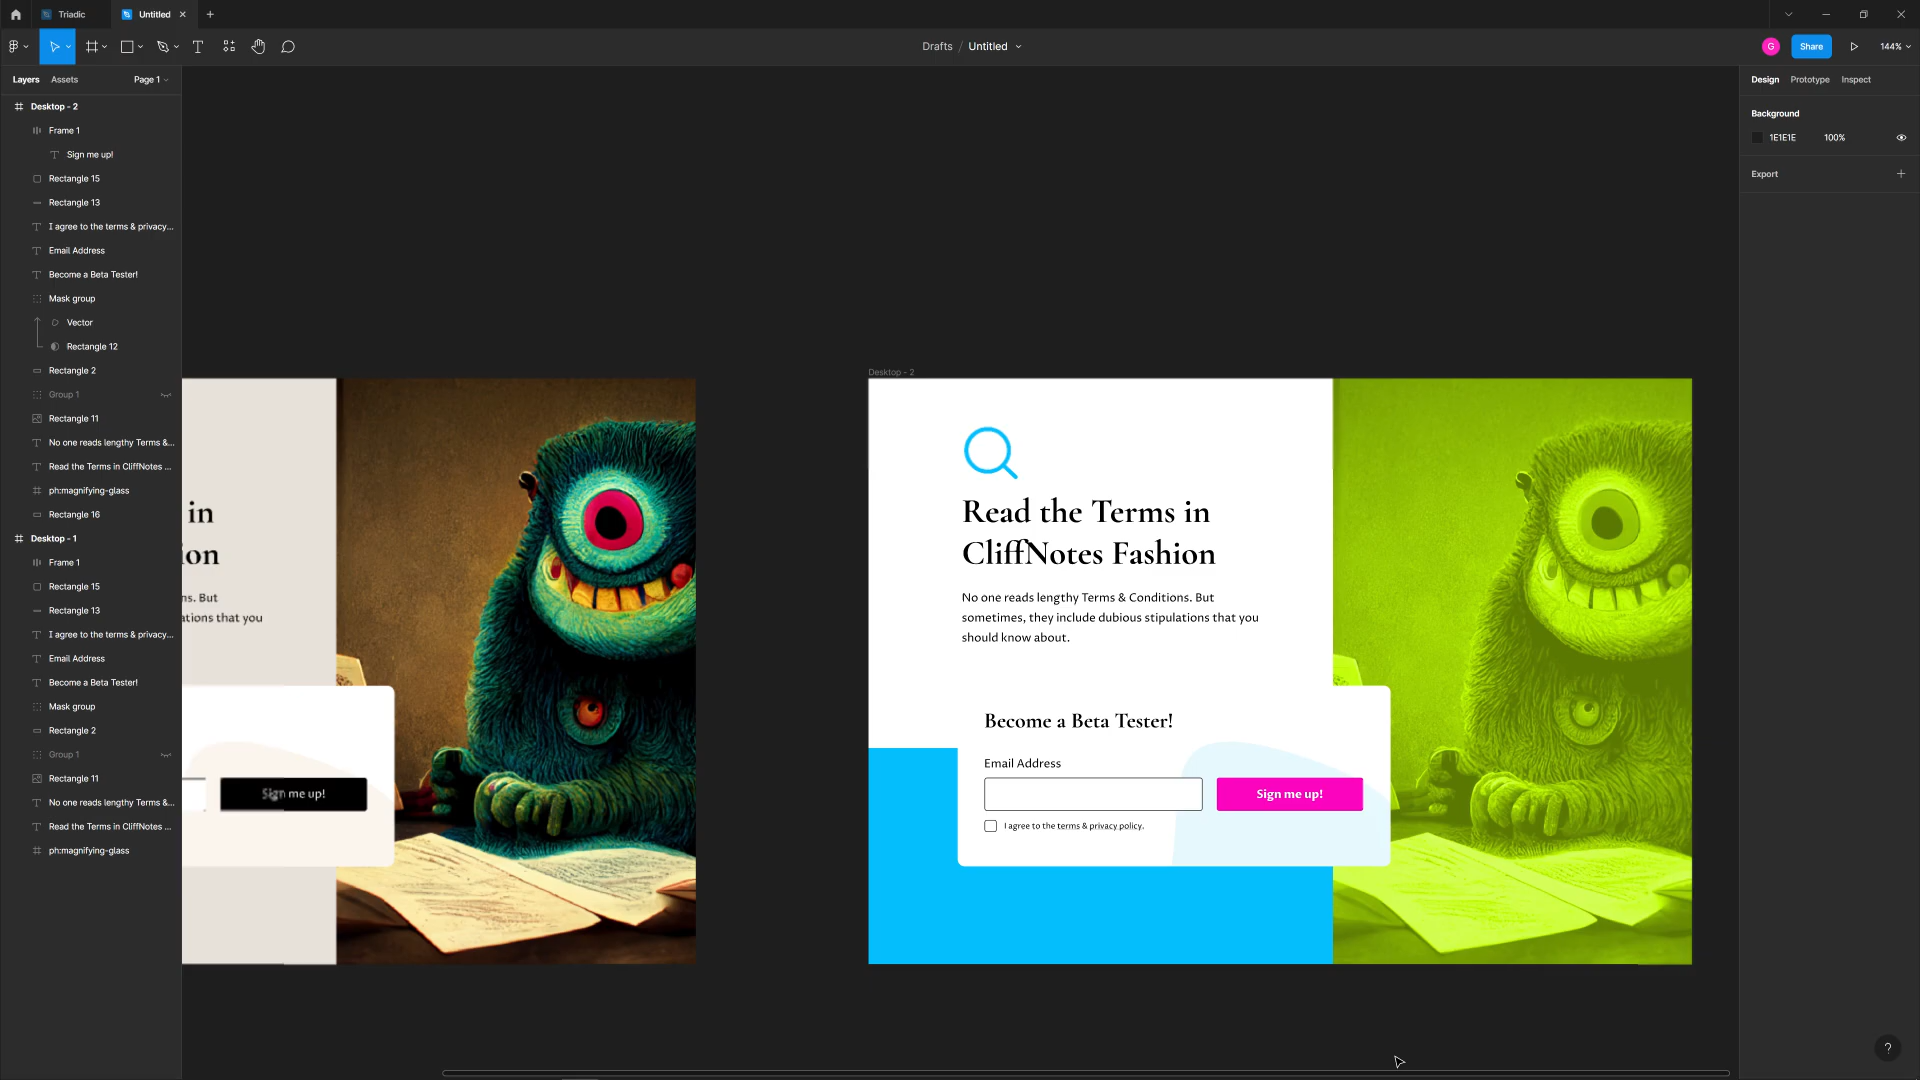 Triadic
Untitled
Drafts / Untitled
G
Share
144%
Layers
Assets
Page 1
Desktop - 2
Frame 1
Sign me up!
Rectangle 15
Rectangle 13
I agree to the terms & privacy...
Email Address
Become a Beta Tester!
Mask group
Vector
Rectangle 12
Rectangle 2
Group 1
Rectangle 11
No one reads lengthy Terms &...
Read the Terms in CliffNotes ...
ph:magnifying-glass
Rectangle 16
Desktop - 1
Frame 1
Rectangle 15
Rectangle 13
I agree to the terms & privacy...
Email Address
Become a Beta Tester!
Mask group
Rectangle 2
Group 1
Rectangle 11
No one reads lengthy Terms &...
Read the Terms in CliffNotes ...
ph:magnifying-glass
in
ion
ns. But
ations that you
Sign me up!
Desktop - 2
Read the Terms in
CliffNotes Fashion
No one reads lengthy Terms & Conditions. But
sometimes, they include dubious stipulations that you
should know about.
Become a Beta Tester!
Email Address
Sign me up!
I agree to the terms & privacy policy.
Design
Prototype
Inspect
Background
1E1E1E
100%
Export
?